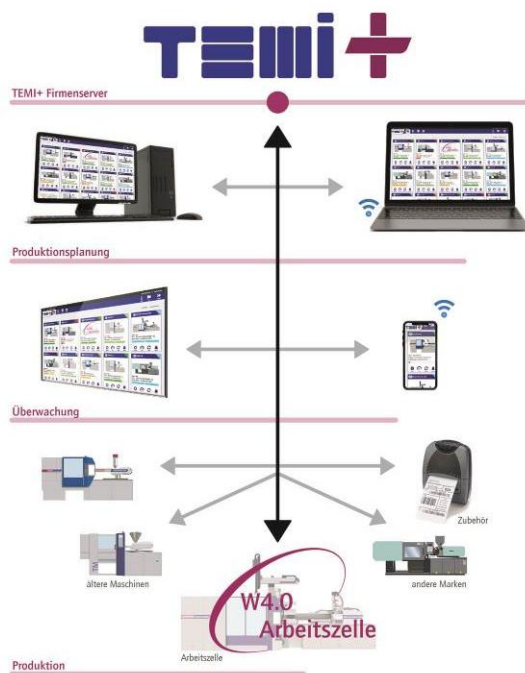 TEMI+
TEMI+ Firmenserver
Produktionsplanung
Überwachung
Zubehör
ältere Maschinen
andere Marken
W4.0
Arbeitszelle
Arbeitszelle
Produktion